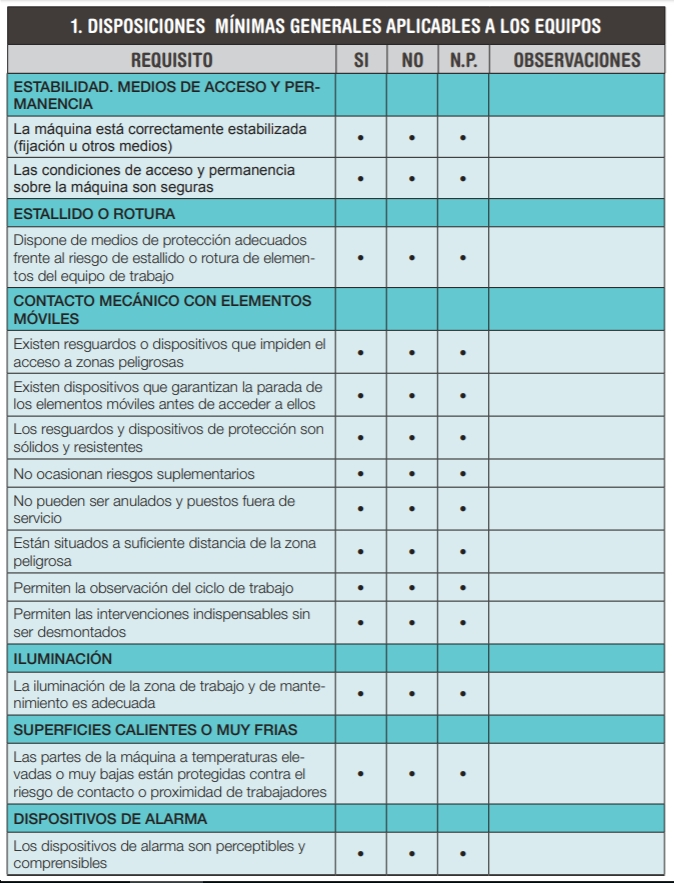 1. DISPOSICIONES MÍNIMAS GENERALES APLICABLES A LOS EQUIPOS
REQUISITO SI NO N.P. OBSERVACIONES
ESTABILIDAD. MEDIOS DE ACCESO Y PER-
MANENCIA
La máquina está correctamente estabilizada
(fijación u otros medios)
• • •
Las condiciones de acceso y permanencia
sobre la máquina son seguras
• • •
ESTALLIDO O ROTURA
Dispone de medios de protección adecuados
frente al riesgo de estallido o rotura de elemen-
tos del equipo de trabajo
• • •
CONTACTO MECÁNICO CON ELEMENTOS
MÓVILES
Existen resguardos o dispositivos que impiden el
acceso a zonas peligrosas
• • •
Existen dispositivos que garantizan la parada de
los elementos móviles antes de acceder a ellos
• • •
Los resguardos y dispositivos de protección son
sólidos y resistentes
• • •
No ocasionan riesgos suplementarios • • •
No pueden ser anulados y puestos fuera de
servicio
• • •
Están situados a suficiente distancia de la zona
peligrosa
• • •
Permiten la observación del ciclo de trabajo • • •
Permiten las intervenciones indispensables sin
ser desmontados
• • •
ILUMINACIÓN
La iluminación de la zona de trabajo y de mante-
nimiento es adecuada
• • •
SUPERFICIES CALIENTES O MUY FRIAS
Las partes de la máquina a temperaturas ele-
vadas o muy bajas están protegidas contra el
riesgo de contacto o proximidad de trabajadores
• • •
DISPOSITIVOS DE ALARMA
Los dispositivos de alarma son perceptibles y
comprensibles
• • •